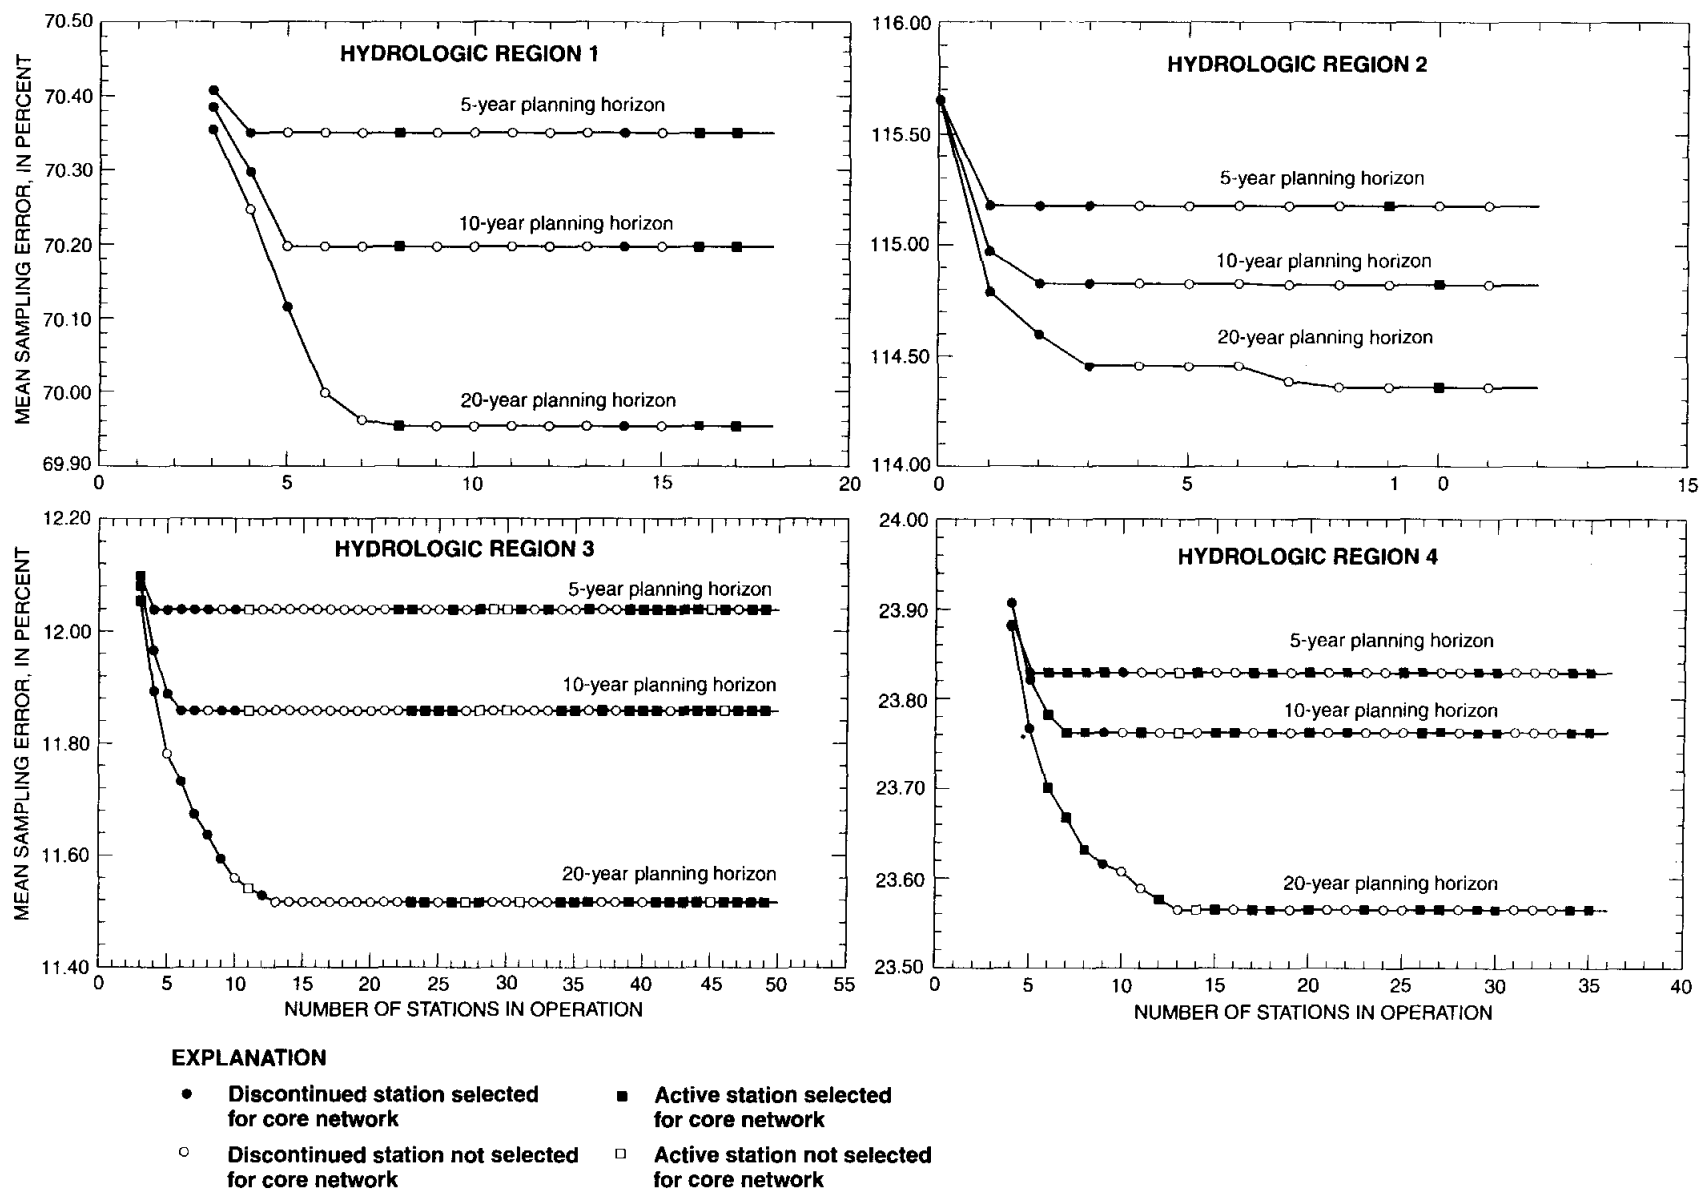 HYDROLOGIC REGION 1
MEAN SAMPLING ERROR, IN PERCENT
70.50
70.40
70.30
70.20
70.10
70.00
69.90
5-year planning horizon
10-year planning horizon
20-year planning horizon
0 5 10 15 20
HYDROLOGIC REGION 2
116.00
115.50
115.00
114.50
114.00
5-year planning horizon
10-year planning horizon
20-year planning horizon
0 5 1 0 15
HYDROLOGIC REGION 3
MEAN SAMPLING ERROR, IN PERCENT
12.20
12.00
11.80
11.60
11.40
5-year planning horizon
10-year planning horizon
20-year planning horizon
0 5 10 15 20 25 30 35 40 45 50 55
NUMBER OF STATIONS IN OPERATION
HYDROLOGIC REGION 4
24.00
23.90
23.80
23.70
23.60
23.50
5-year planning horizon
10-year planning horizon
20-year planning horizon
0 5 10 15 20 25 30 35 40
NUMBER OF STATIONS IN OPERATION
EXPLANATION
Discontinued station selected
for core network
Discontinued station not selected
for core network
Active station selected
for core network
Active station not selected
for core network